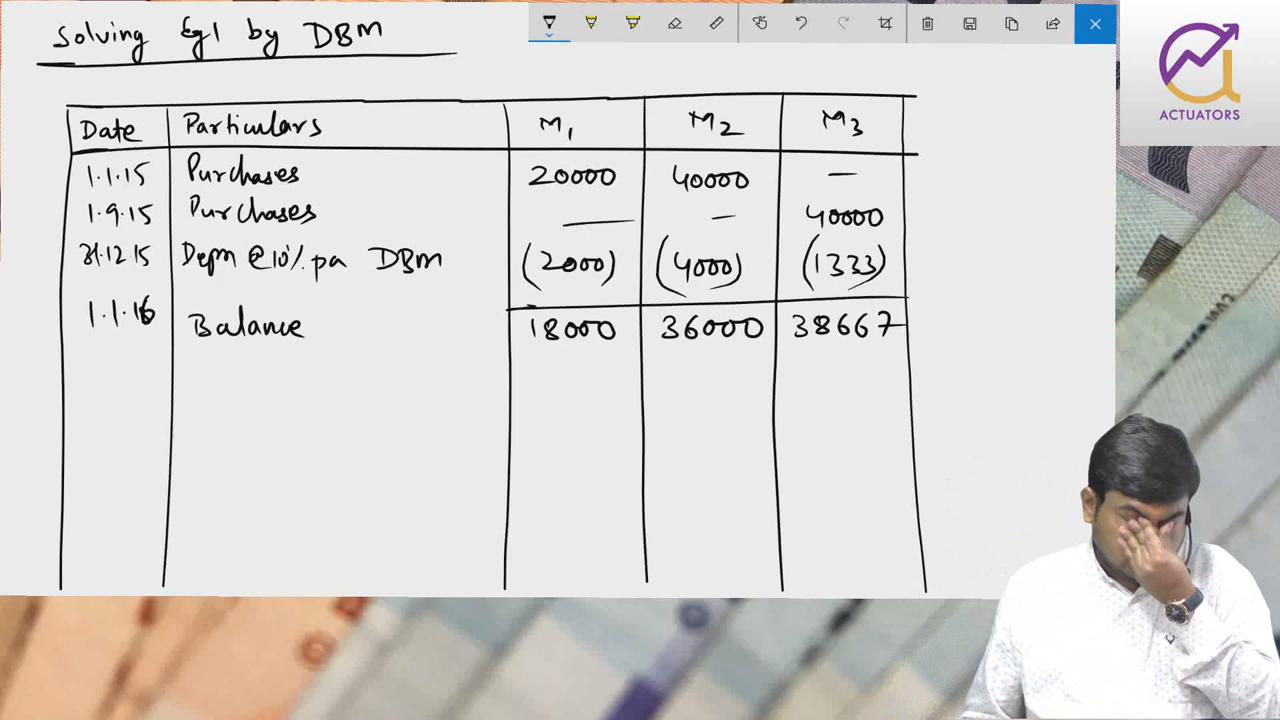 Solving Eg1 by DBM
ACTUATORS
Date Particulars M1 M2 M3
1.1.15 Purchases 20000 40000 —
1.9.15 Purchases — — 40000
31.12.15 Depn @10% pa DBM (2000) (4000) (1333)
1.1.16 Balance 18000 36000 38667